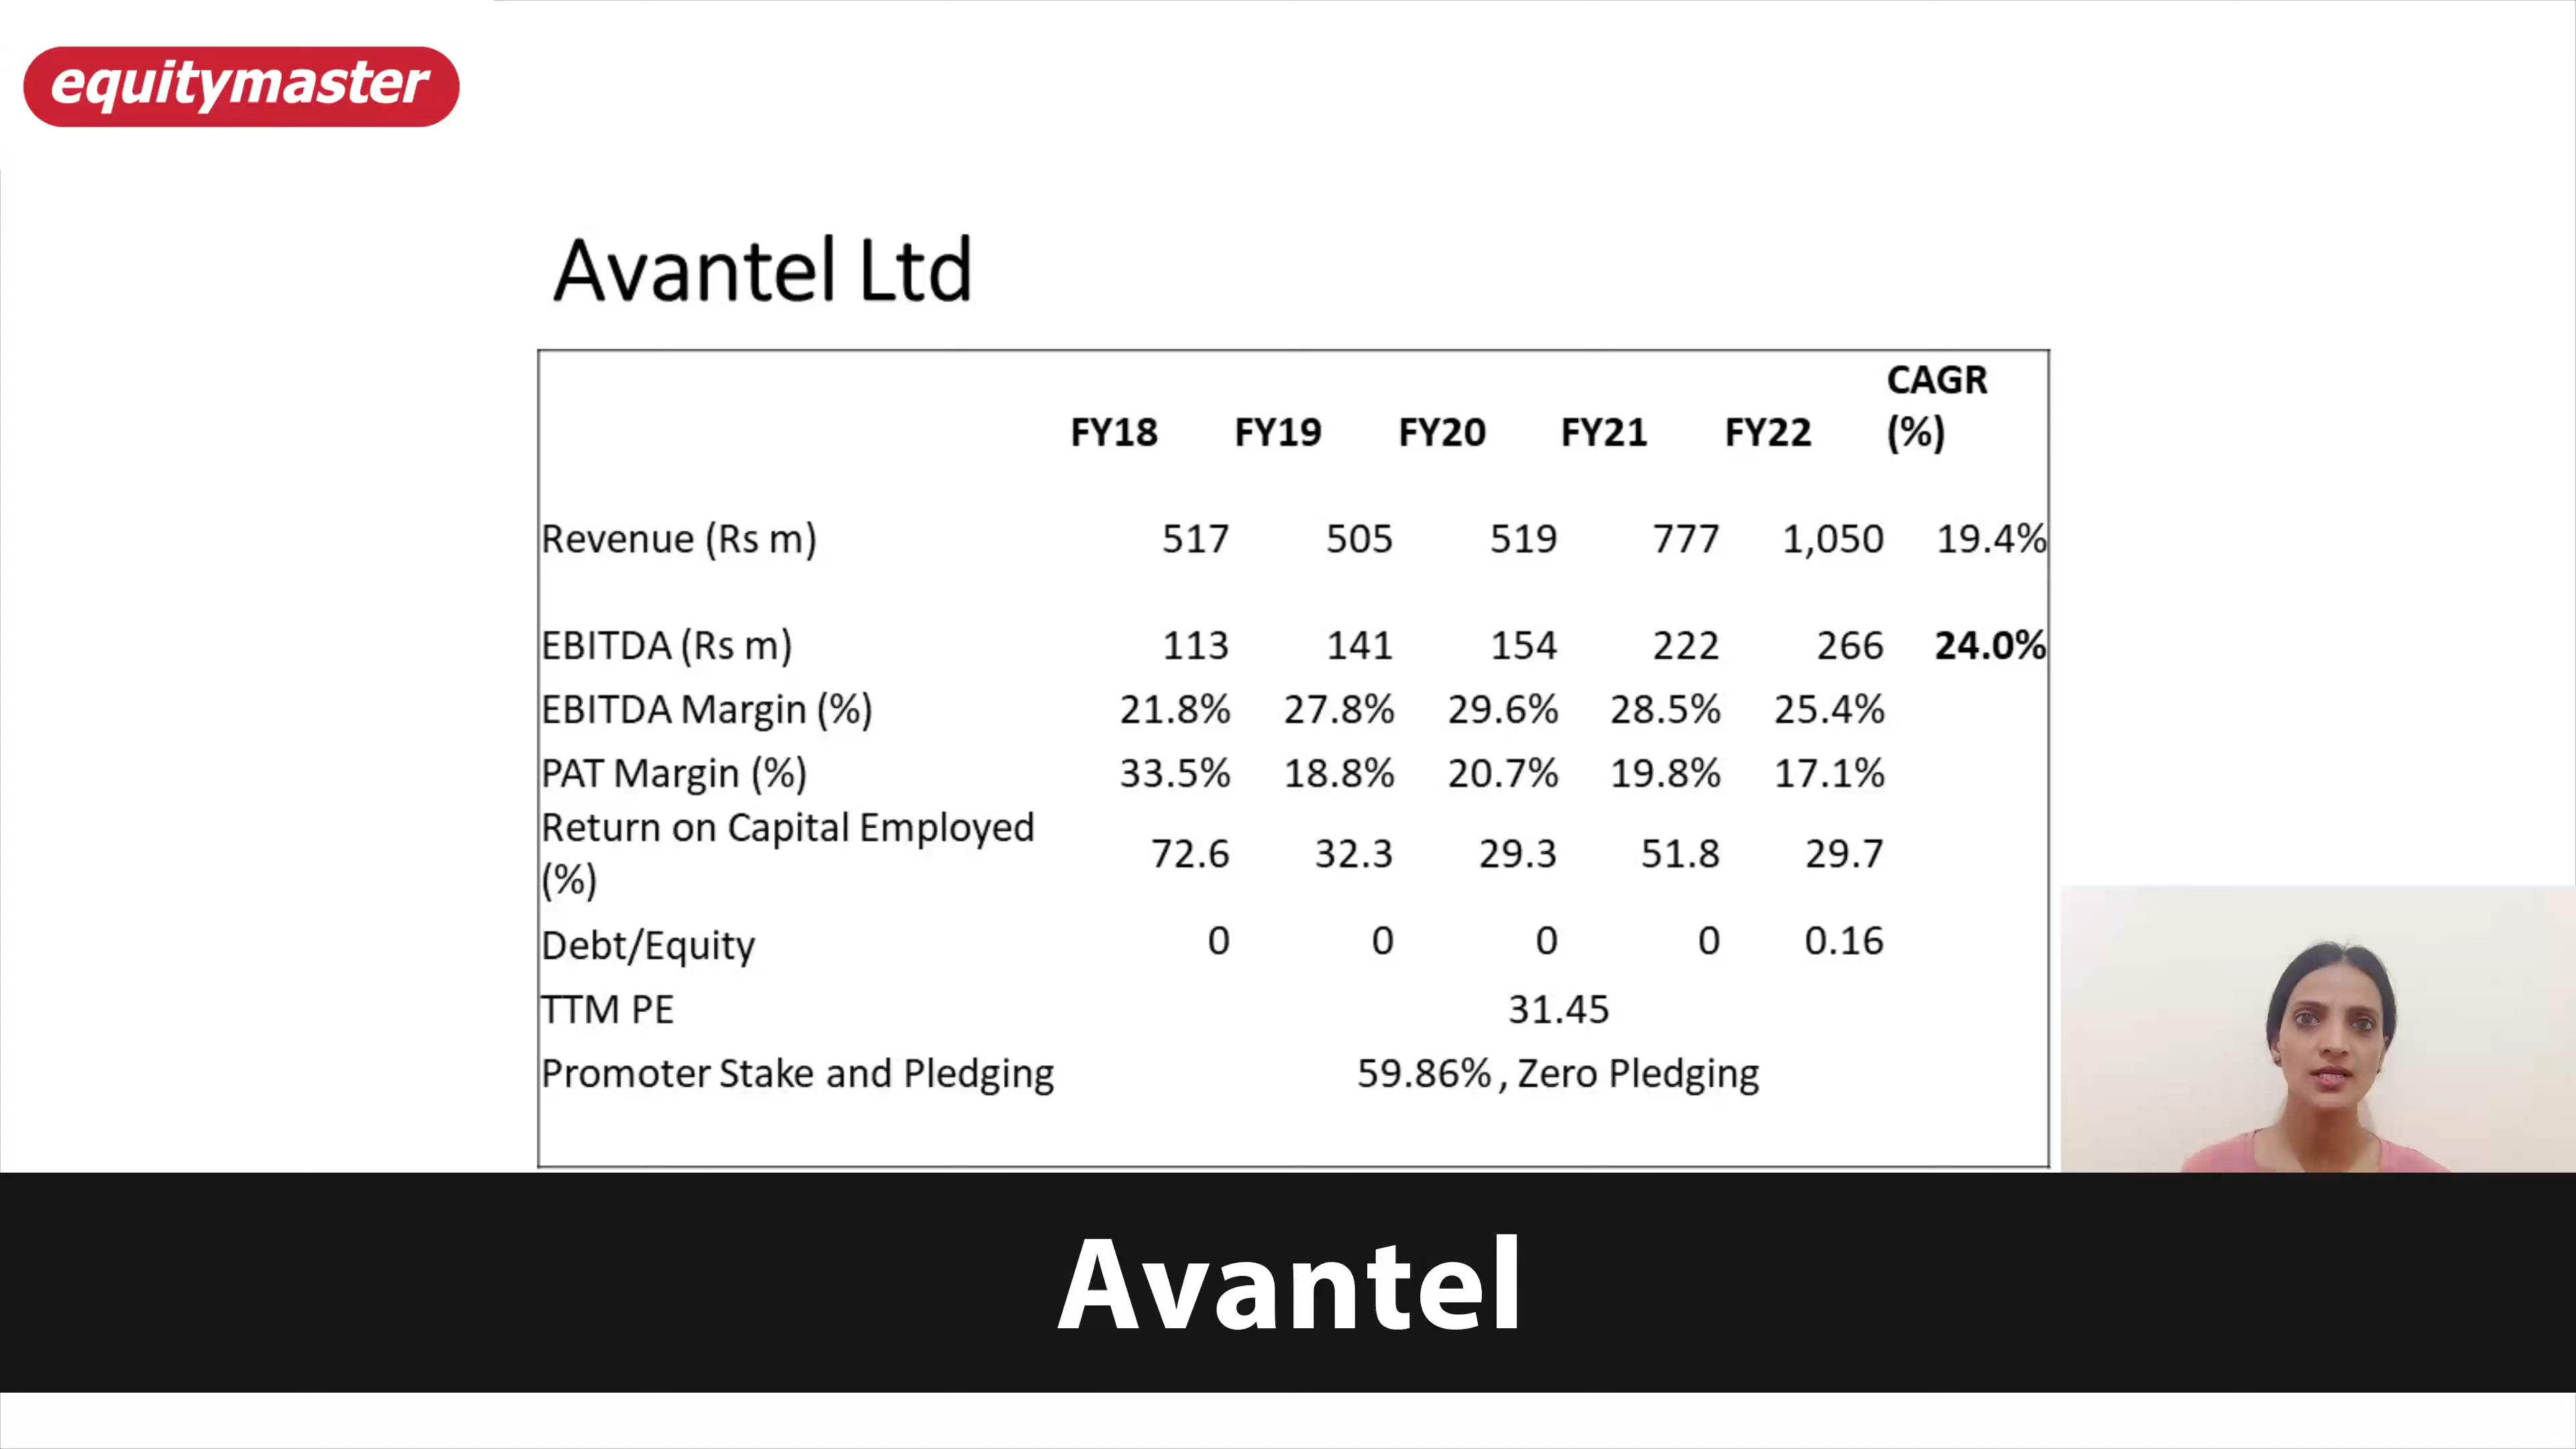 equitymaster
Avantel Ltd
CAGR
FY18 FY19 FY20 FY21 FY22 (%)
Revenue (Rs m) 517 505 519 777 1,050 19.4%
EBITDA (Rs m) 113 141 154 222 266 24.0%
EBITDA Margin (%) 21.8% 27.8% 29.6% 28.5% 25.4%
PAT Margin (%) 33.5% 18.8% 20.7% 19.8% 17.1%
Return on Capital Employed
(%) 72.6 32.3 29.3 51.8 29.7
Debt/Equity 0 0 0 0 0.16
TTM PE 31.45
Promoter Stake and Pledging 59.86% , Zero Pledging
Avantel